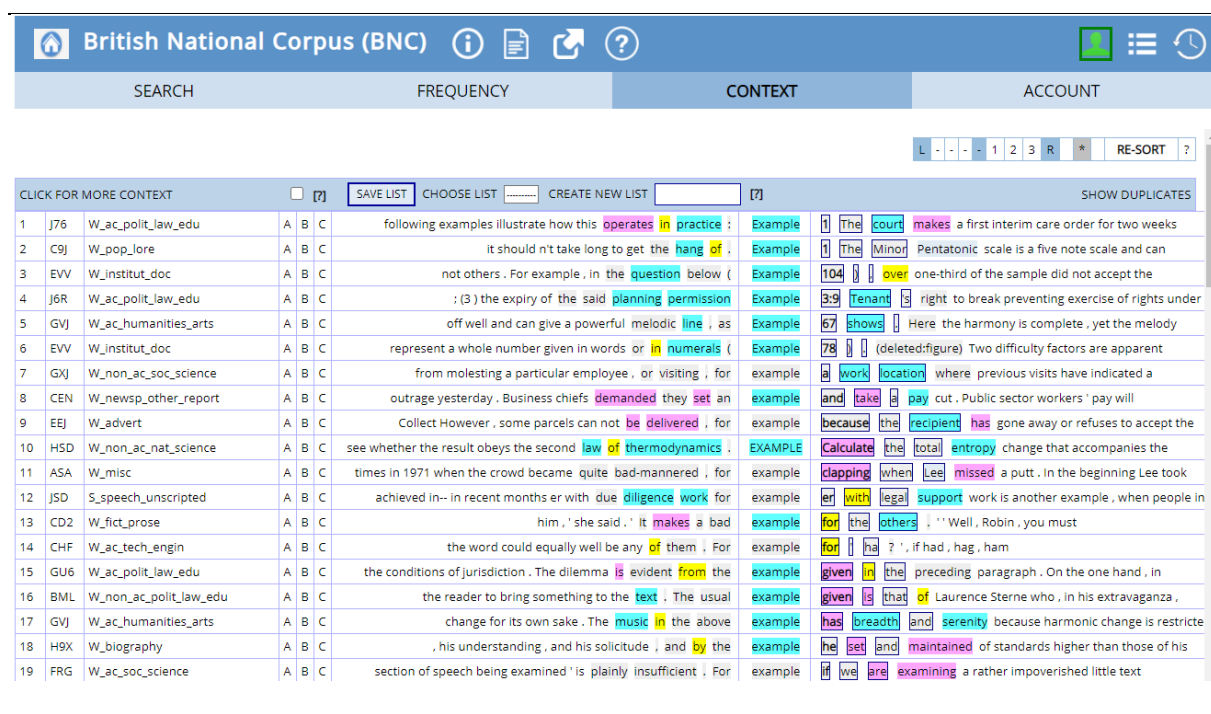 British National Corpus (BNC)
SEARCH FREQUENCY CONTEXT ACCOUNT
L - - - - 1 2 3 R * RE-SORT ?
CLICK FOR MORE CONTEXT [?] SAVE LIST CHOOSE LIST ---------- CREATE NEW LIST [?] SHOW DUPLICATES
1 J76 W_ac_polit_law_edu A B C following examples illustrate how this operates in practice : Example 1 The court makes a first interim care order for two weeks
2 C9J W_pop_lore A B C it should n't take long to get the hang of . Example 1 The Minor Pentatonic scale is a five note scale and can
3 EVV W_institut_doc A B C not others . For example , in the question below ( Example 104 ) , over one-third of the sample did not accept the
4 J6R W_ac_polit_law_edu A B C ; (3 ) the expiry of the said planning permission Example 3:9 Tenant 's right to break preventing exercise of rights under
5 GVJ W_ac_humanities_arts A B C off well and can give a powerful melodic line , as Example 67 shows . Here the harmony is complete , yet the melody
6 EVV W_institut_doc A B C represent a whole number given in words or in numerals ( Example 78 ) . (deleted:figure) Two difficulty factors are apparent
7 GXJ W_non_ac_soc_science A B C from molesting a particular employee , or visiting , for example a work location where previous visits have indicated a
8 CEN W_newsp_other_report A B C outrage yesterday . Business chiefs demanded they set an example and take a pay cut . Public sector workers ' pay will
9 EEJ W_advert A B C Collect However , some parcels can not be delivered , for example because the recipient has gone away or refuses to accept the
10 HSD W_non_ac_nat_science A B C see whether the result obeys the second law of thermodynamics . EXAMPLE Calculate the total entropy change that accompanies the
11 ASA W_misc A B C times in 1971 when the crowd became quite bad-mannered , for example clapping when Lee missed a putt . In the beginning Lee took
12 JSD S_speech_unscripted A B C achieved in-- in recent months er with due diligence work for example er with legal support work is another example , when people in
13 CD2 W_fict_prose A B C him , ' she said . ' It makes a bad example for the others . ' ' Well , Robin , you must
14 CHF W_ac_tech_engin A B C the word could equally well be any of them . For example for ' ha ? ' , if had , hag , ham
15 GU6 W_ac_polit_law_edu A B C the conditions of jurisdiction . The dilemma is evident from the example given in the preceding paragraph . On the one hand , in
16 BML W_non_ac_polit_law_edu A B C the reader to bring something to the text . The usual example given is that of Laurence Sterne who , in his extravaganza ,
17 GVJ W_ac_humanities_arts A B C change for its own sake . The music in the above example has breadth and serenity because harmonic change is restricte
18 H9X W_biography A B C , his understanding , and his solicitude , and by the example he set and maintained of standards higher than those of his
19 FRG W_ac_soc_science A B C section of speech being examined ' is plainly insufficient . For example if we are examining a rather impoverished little text